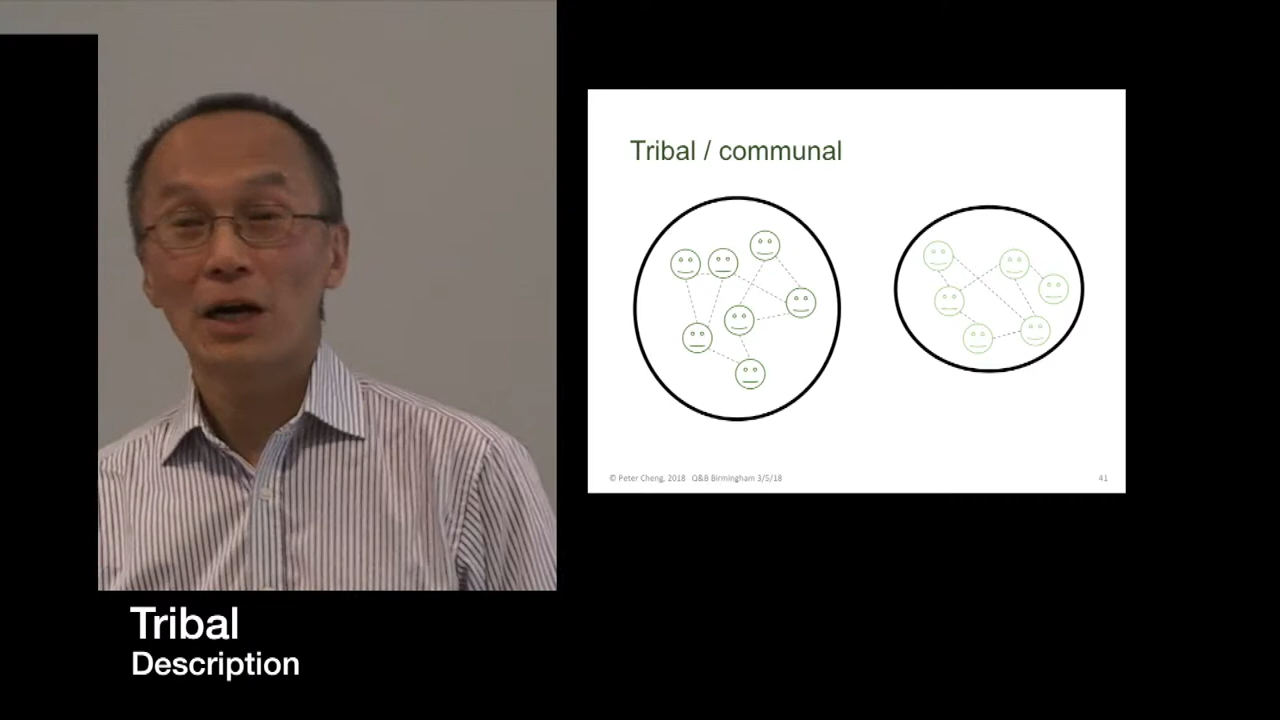 Tribal / communal
© Peter Cheng, 2018 Q&B Birmingham 3/5/18
41
Tribal
Description